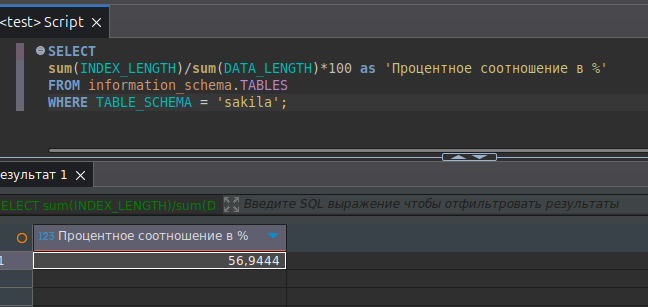 <test> Script
SELECT
sum(INDEX_LENGTH)/sum(DATA_LENGTH)*100 as 'Процентное соотношение в %'
FROM information_schema.TABLES
WHERE TABLE_SCHEMA = 'sakila';
езультат 1
ELECT sum(INDEX_LENGTH)/sum(D Введите SQL выражение чтобы отфильтровать результаты
123 Процентное соотношение в %
1 56,9444